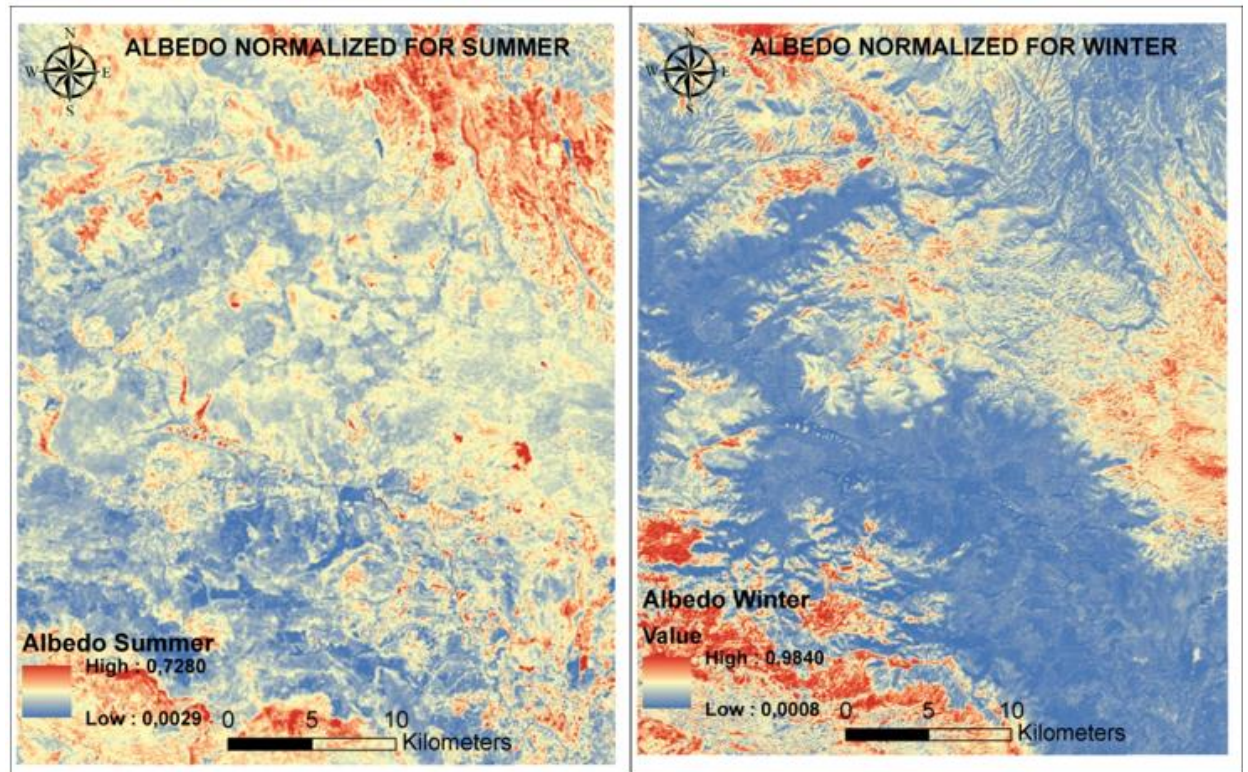 ALBEDO NORMALIZED FOR SUMMER
N
W E
S
Albedo Summer
High : 0,7280
Low : 0,0029
0 5 10
Kilometers
ALBEDO NORMALIZED FOR WINTER
N
W E
S
Albedo Winter
Value
High : 0.9840
Low : 0,0008
0 5 10
Kilometers